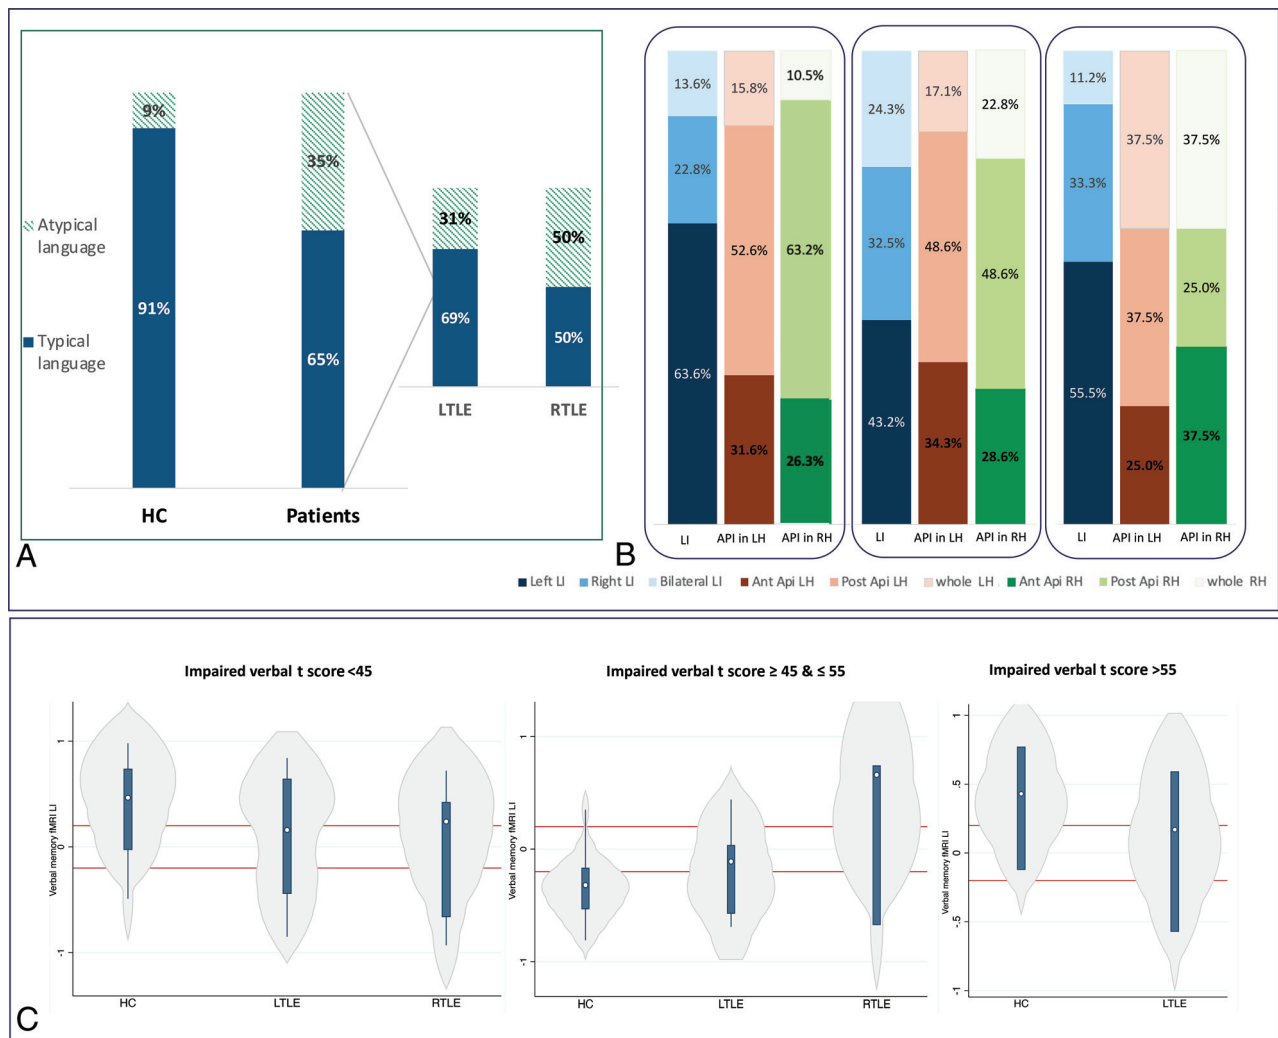 9%
35%
31%
50%
Atypical
language
91%
69%
50%
Typical
language
65%
LTLE
RTLE
HC
Patients
A
13.6%
15.8%
10.5%
22.8%
52.6%
63.2%
63.6%
31.6%
26.3%
LI
API in LH
API in RH
24.3%
17.1%
22.8%
32.5%
48.6%
48.6%
43.2%
34.3%
28.6%
LI
API in LH
API in RH
11.2%
37.5%
37.5%
33.3%
37.5%
25.0%
55.5%
25.0%
37.5%
LI
API in LH
API in RH
B
Left LI Right LI Bilateral LI Ant Api LH Post Api LH whole LH Ant Api RH Post Api RH whole RH
Impaired verbal t score <45
Verbal memory fMRI LI
1
0
-1
HC
LTLE
RTLE
Impaired verbal t score ≥ 45 & ≤ 55
Verbal memory fMRI LI
1
0
-1
HC
LTLE
RTLE
Impaired verbal t score >55
Verbal memory fMRI LI
1
.5
0
-.5
-1
HC
LTLE
C